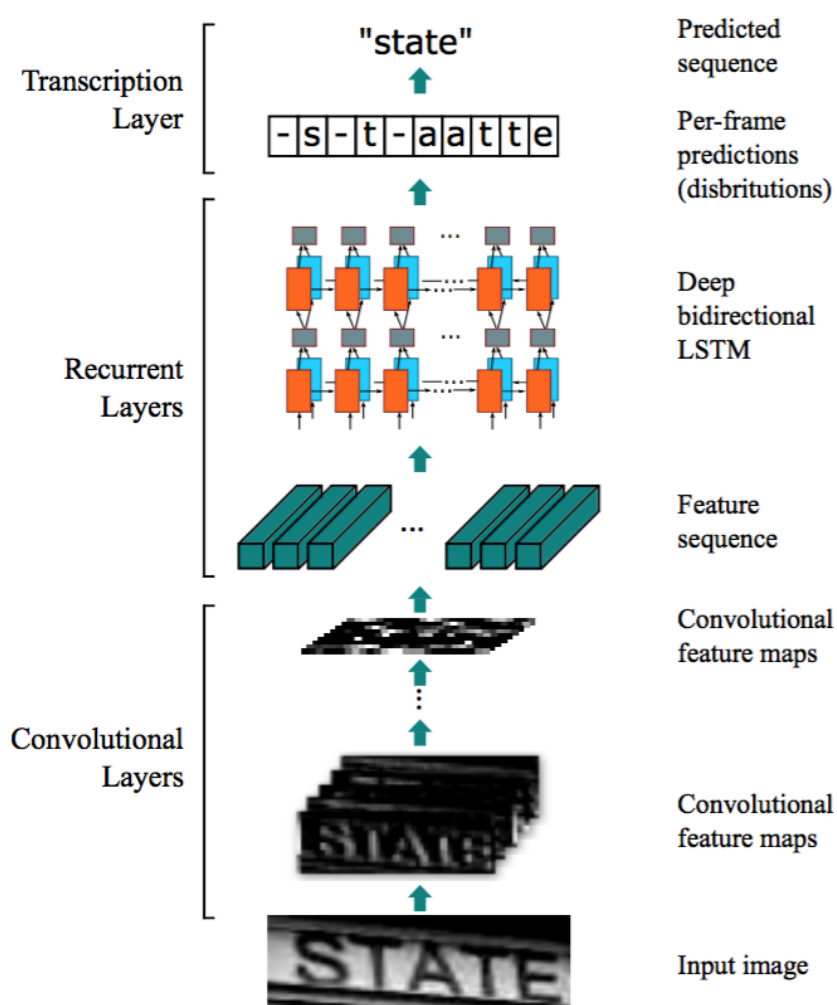 "state"
Predicted sequence
Transcription Layer
- s - t - a a t t e
Per-frame predictions (disbritutions)
...
Deep bidirectional LSTM
...
...
...
Recurrent Layers
...
Feature sequence
Convolutional feature maps
...
Convolutional Layers
STATE
Convolutional feature maps
STATE
Input image